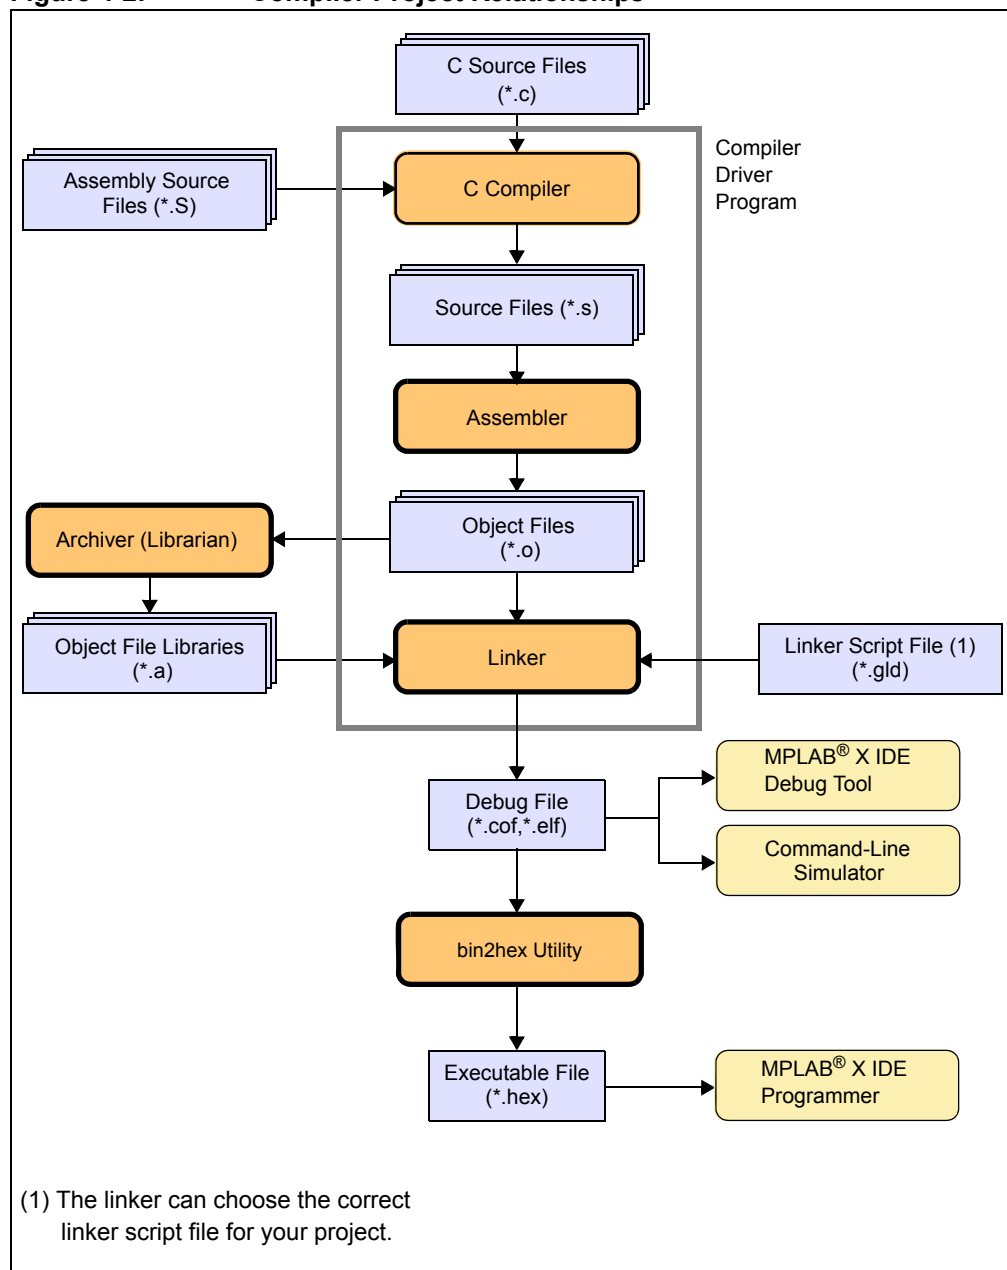 C Source Files
(*.c)
Compiler
Driver
Program
Assembly Source
Files (*.S)
C Compiler
Source Files (*.s)
Assembler
Archiver (Librarian)
Object Files
(*.o)
Object File Libraries
(*.a)
Linker
Linker Script File (1)
(*.gld)
MPLAB® X IDE
Debug Tool
Debug File
(*.cof,*.elf)
Command-Line
Simulator
bin2hex Utility
Executable File
(*.hex)
MPLAB® X IDE
Programmer
(1) The linker can choose the correct
linker script file for your project.